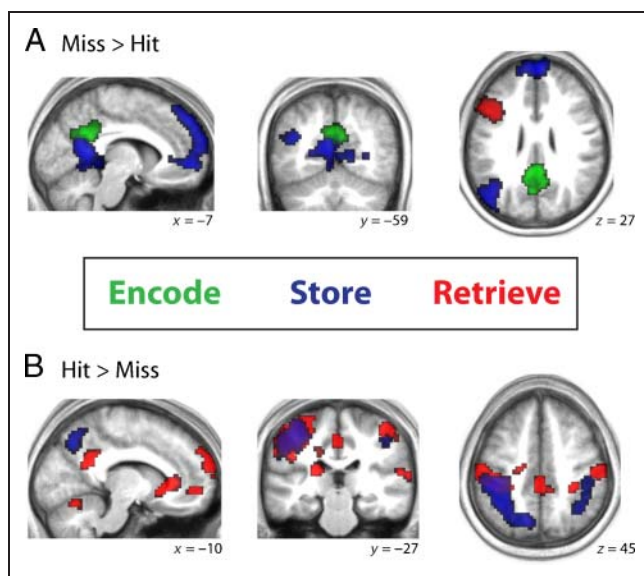 A Miss > Hit
x = –7 y = –59 z = 27
Encode Store Retrieve
B Hit > Miss
x = –10 y = –27 z = 45